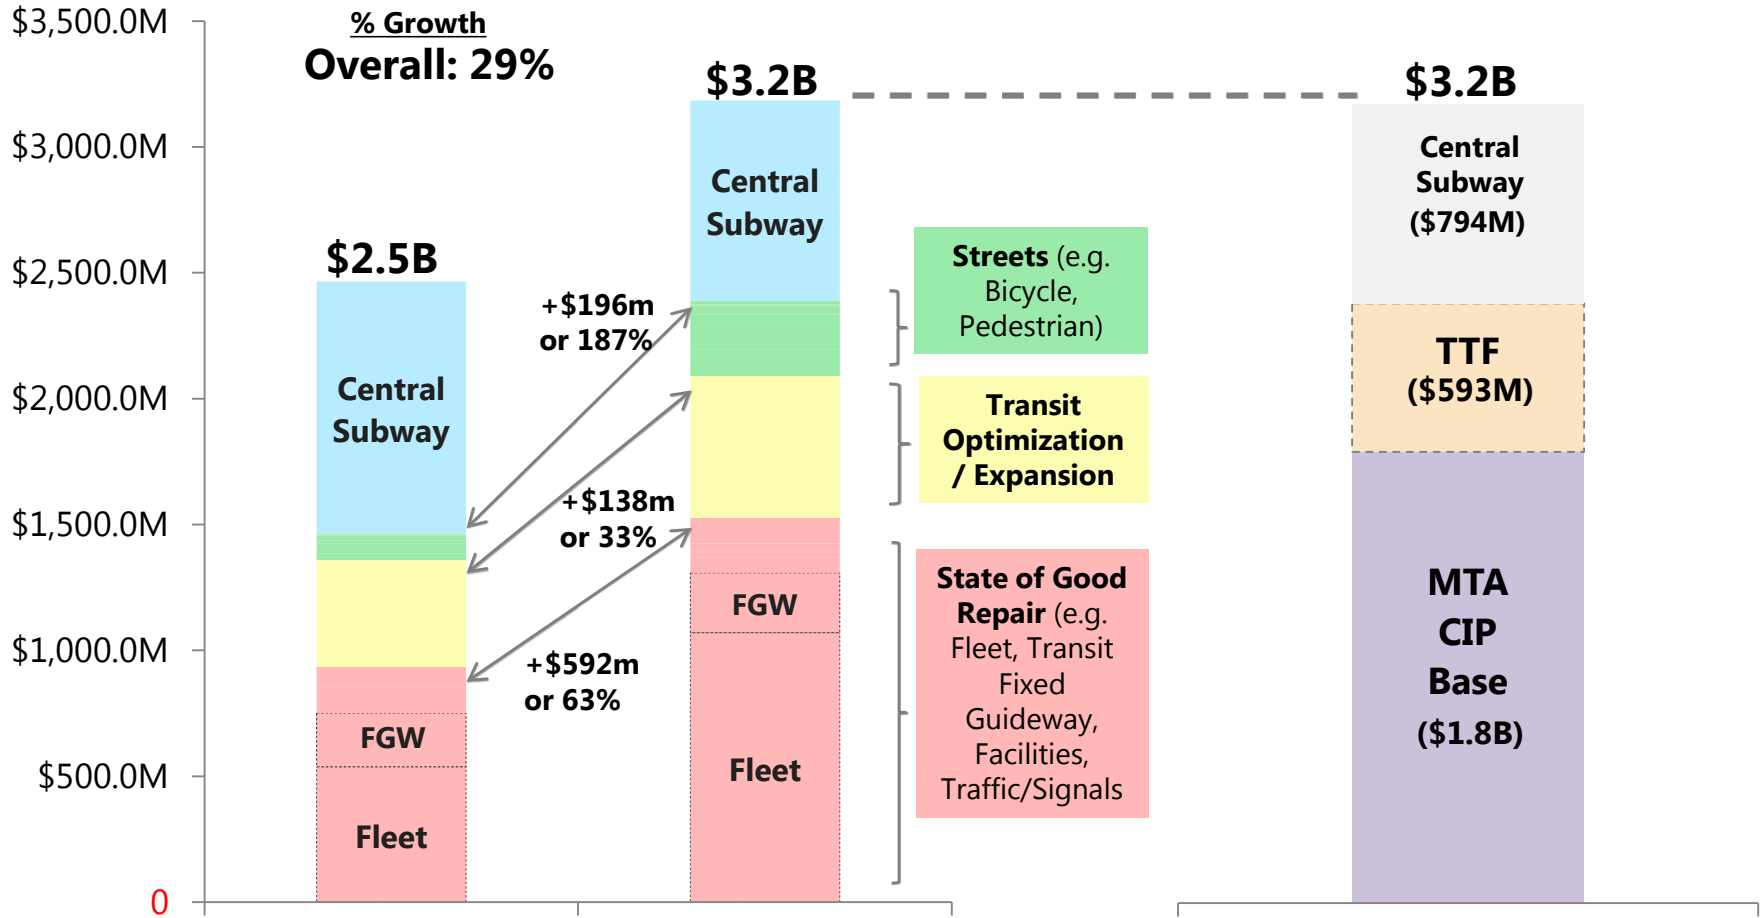 $3,500.0M
$3,000.0M
$2,500.0M
$2,000.0M
$1,500.0M
$1,000.0M
$500.0M
0
% Growth
Overall: 29%
$2.5B
Central
Subway
FGW
Fleet
+$196m
or 187%
+$138m
or 33%
+$592m
or 63%
$3.2B
Central
Subway
FGW
Fleet
Streets (e.g.
Bicycle,
Pedestrian)
Transit
Optimization
/ Expansion
State of Good
Repair (e.g.
Fleet, Transit
Fixed
Guideway,
Facilities,
Traffic/Signals
$3.2B
Central
Subway
($794M)
TTF
($593M)
MTA
CIP
Base
($1.8B)